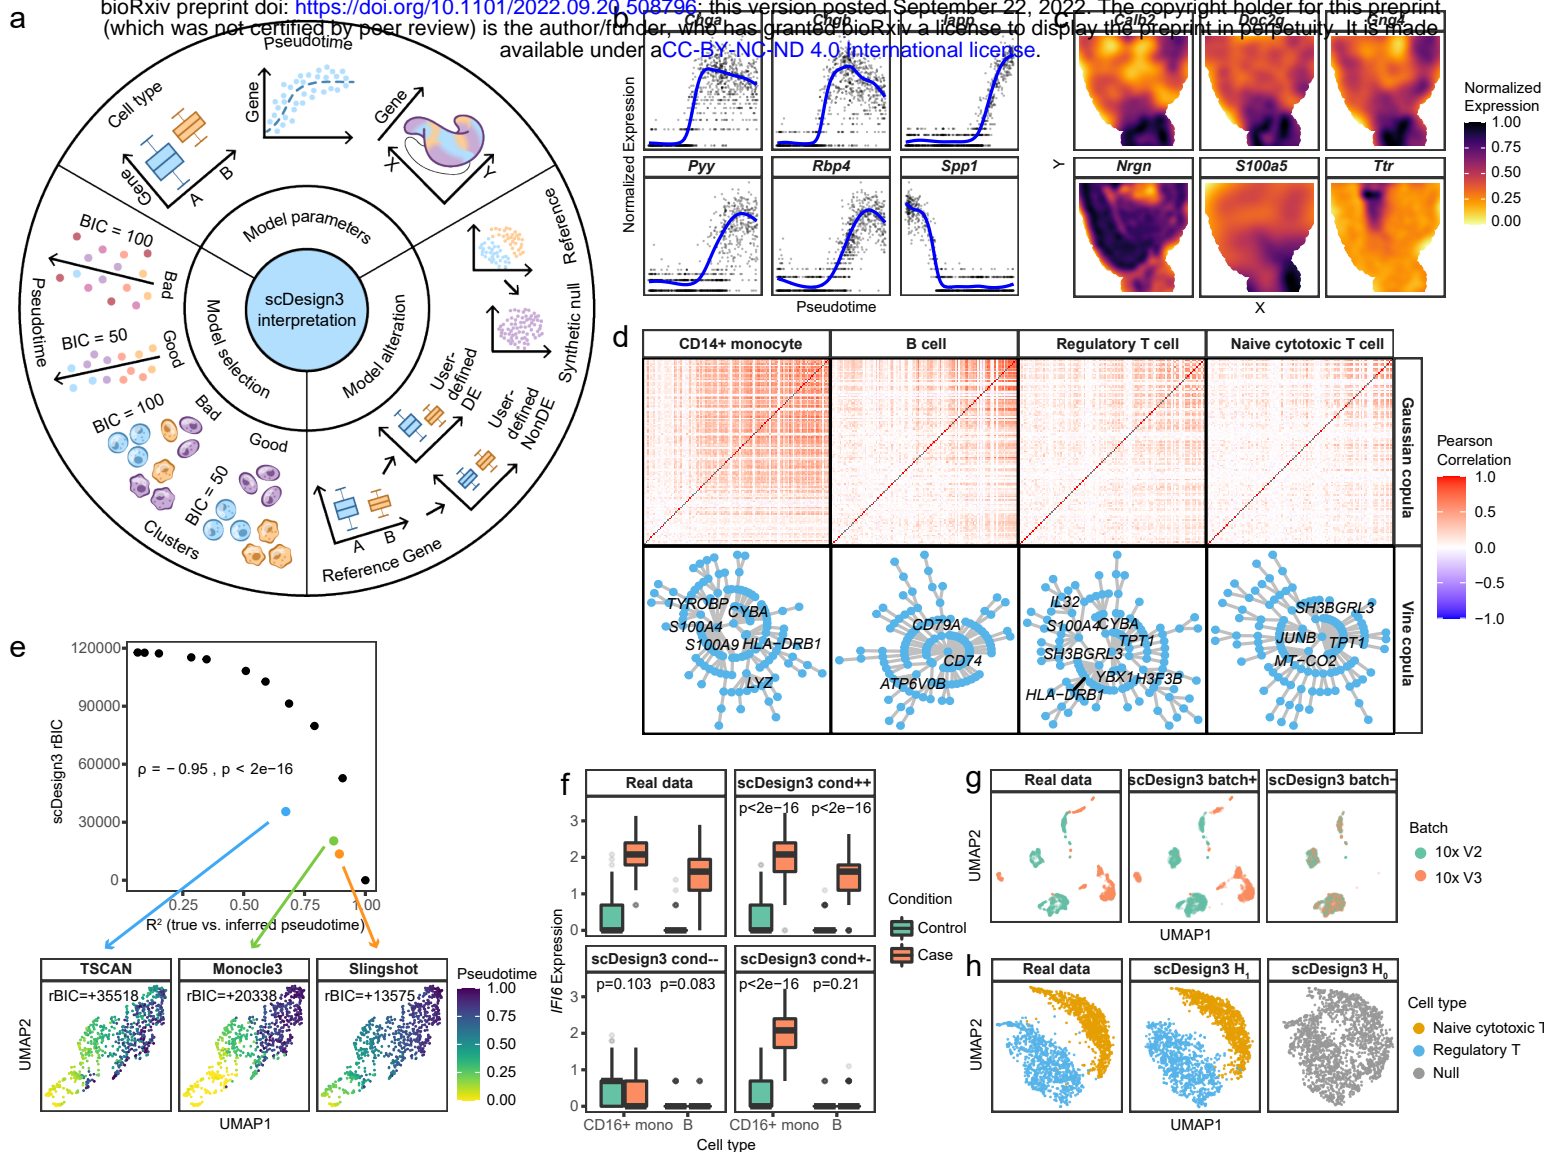 bioRxiv preprint doi: https://doi.org/10.1101/2022.09.20.508796; this version posted September 22, 2022. The copyright holder for this preprint
(which was not certified by peer review) is the author/funder, who has granted bioRxiv a license to display the preprint in perpetuity. It is made
available under aCC-BY-NC-ND 4.0 International license.
a
Pseudotime
Gene
Cell type
Gene
A
B
Gene
X
Y
Model parameters
scDesign3
interpretation
Model selection
Model alteration
Reference
Synthetic null
BIC = 100
Bad
Pseudotime
BIC = 50
Good
BIC = 100
Bad
Good
BIC = 50
Clusters
User-
defined
DE
User-
defined
NonDE
A
B
Reference Gene
b
Chga
Chgb
Iapp
Pyy
Rbp4
Spp1
Normalized Expression
Pseudotime
c
Calb2
Doc2g
Gng4
Nrgn
S100a5
Ttr
Y
X
Normalized
Expression
1.00
0.75
0.50
0.25
0.00
d
CD14+ monocyte
B cell
Regulatory T cell
Naive cytotoxic T cell
Gaussian copula
Vine copula
TYROBP
CYBA
S100A4
S100A9
HLA−DRB1
LYZ
CD79A
CD74
ATP6V0B
IL32
S100A4
CYBA
TPT1
SH3BGRL3
YBX1
H3F3B
HLA−DRB1
SH3BGRL3
JUNB
TPT1
MT−CO2
Pearson
Correlation
1.0
0.5
0.0
−0.5
−1.0
e
scDesign3 rBIC
120000
90000
60000
30000
0
ρ = −0.95 , p < 2e−16
0.25
0.50
0.75
1.00
R² (true vs. inferred pseudotime)
TSCAN
Monocle3
Slingshot
rBIC=+35518
rBIC=+20338
rBIC=+13575
UMAP2
UMAP1
Pseudotime
1.00
0.75
0.50
0.25
0.00
f
Real data
scDesign3 cond++
p<2e−16
p<2e−16
3
2
1
0
scDesign3 cond--
scDesign3 cond+-
p=0.103
p=0.083
p<2e−16
p=0.21
3
2
1
0
IFI6 Expression
CD16+ mono
B
CD16+ mono
B
Cell type
Condition
Control
Case
g
Real data
scDesign3 batch+
scDesign3 batch−
UMAP2
UMAP1
Batch
10x V2
10x V3
h
Real data
scDesign3 H1
scDesign3 H0
UMAP2
UMAP1
Cell type
Naive cytotoxic T
Regulatory T
Null